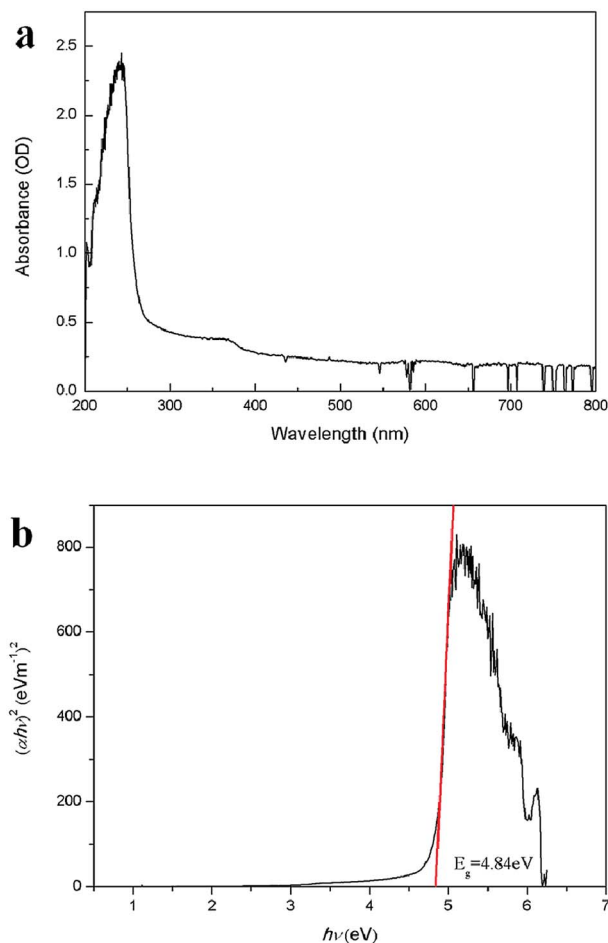 a
2.5
2.0
1.5
1.0
0.5
0.0
Absorbance (OD)
200 300 400 500 600 700 800
Wavelength (nm)
b
800
600
400
200
0
(αhν)² (eVm⁻¹)²
E_g=4.84eV
1 2 3 4 5 6 7
hν(eV)